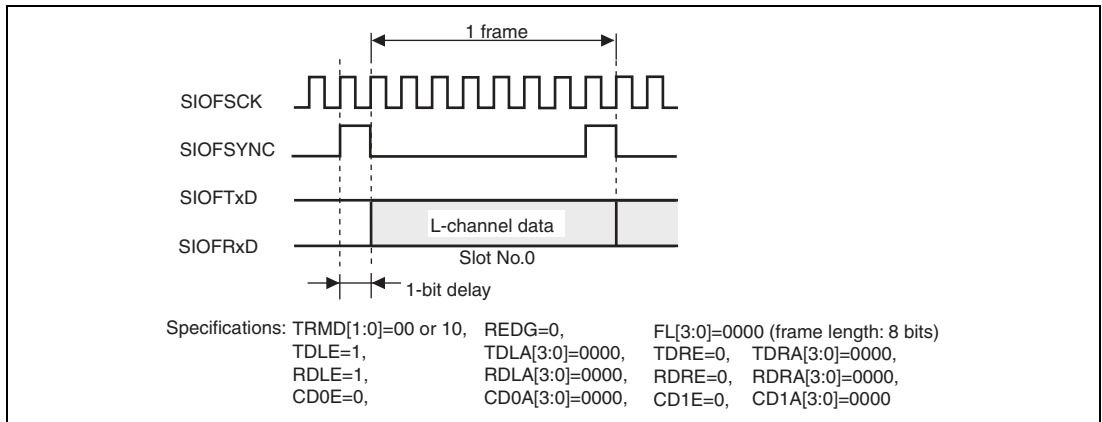 1 frame
SIOFSCK
SIOFSYNC
SIOFTxD
L-channel data
SIOFRxD
Slot No.0
1-bit delay
Specifications: TRMD[1:0]=00 or 10, REDG=0, FL[3:0]=0000 (frame length: 8 bits)
TDLE=1, TDLA[3:0]=0000, TDRE=0, TDRA[3:0]=0000,
RDLE=1, RDLA[3:0]=0000, RDRE=0, RDRA[3:0]=0000,
CD0E=0, CD0A[3:0]=0000, CD1E=0, CD1A[3:0]=0000